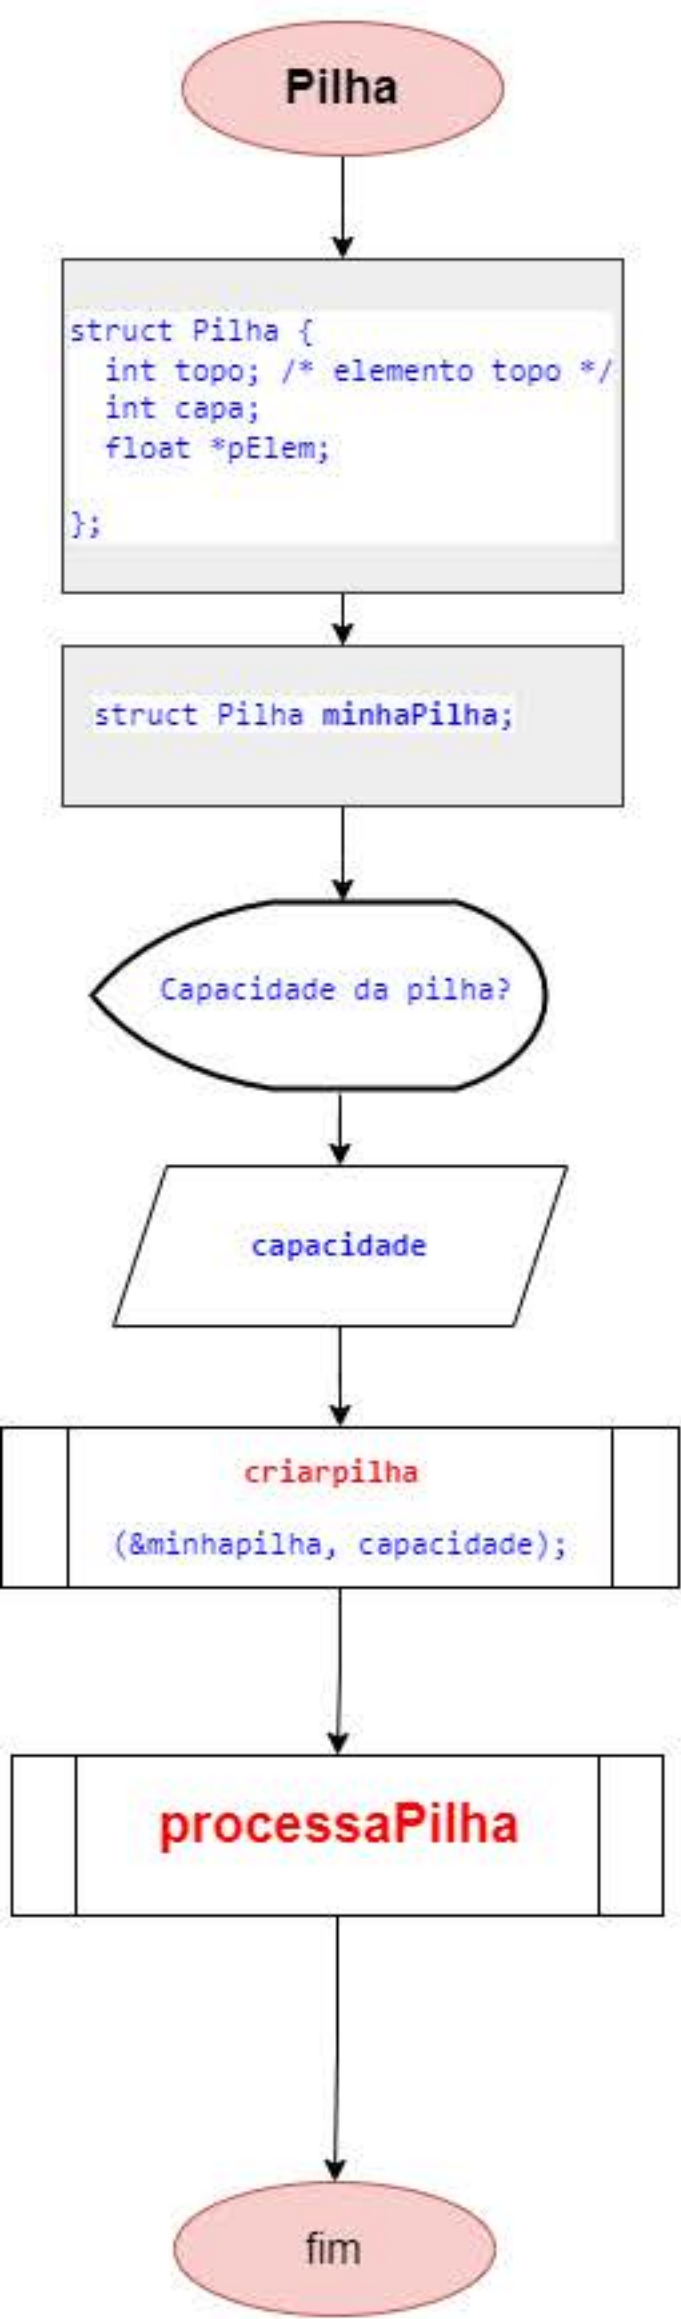 Pilha
struct Pilha {
int topo; /* elemento topo */
int capa;
float *pElem;
};
struct Pilha minhaPilha;
Capacidade da pilha?
capacidade
criarpilha
(&minhapilha, capacidade);
processaPilha
fim